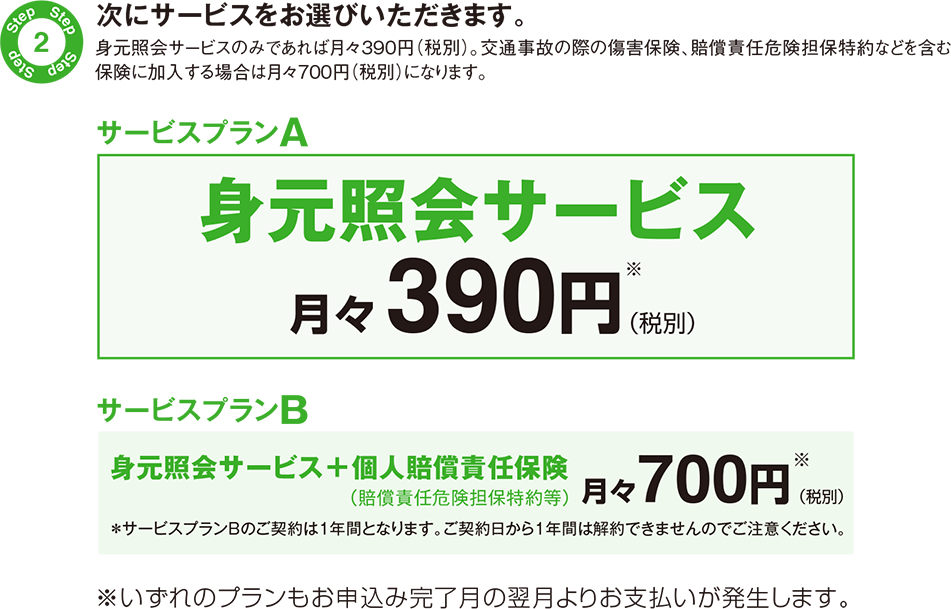 Step Step Step Step
2
次にサービスをお選びいただきます。
身元照会サービスのみであれば月々390円（税別）。交通事故の際の傷害保険、賠償責任危険担保特約などを含む
保険に加入する場合は月々700円（税別）になります。
サービスプランA
身元照会サービス
月々390円※（税別）
サービスプランB
身元照会サービス＋個人賠償責任保険
（賠償責任危険担保特約等）
月々700円※（税別）
＊サービスプランBのご契約は1年間となります。ご契約日から1年間は解約できませんのでご注意ください。
※いずれのプランもお申込み完了月の翌月よりお支払いが発生します。